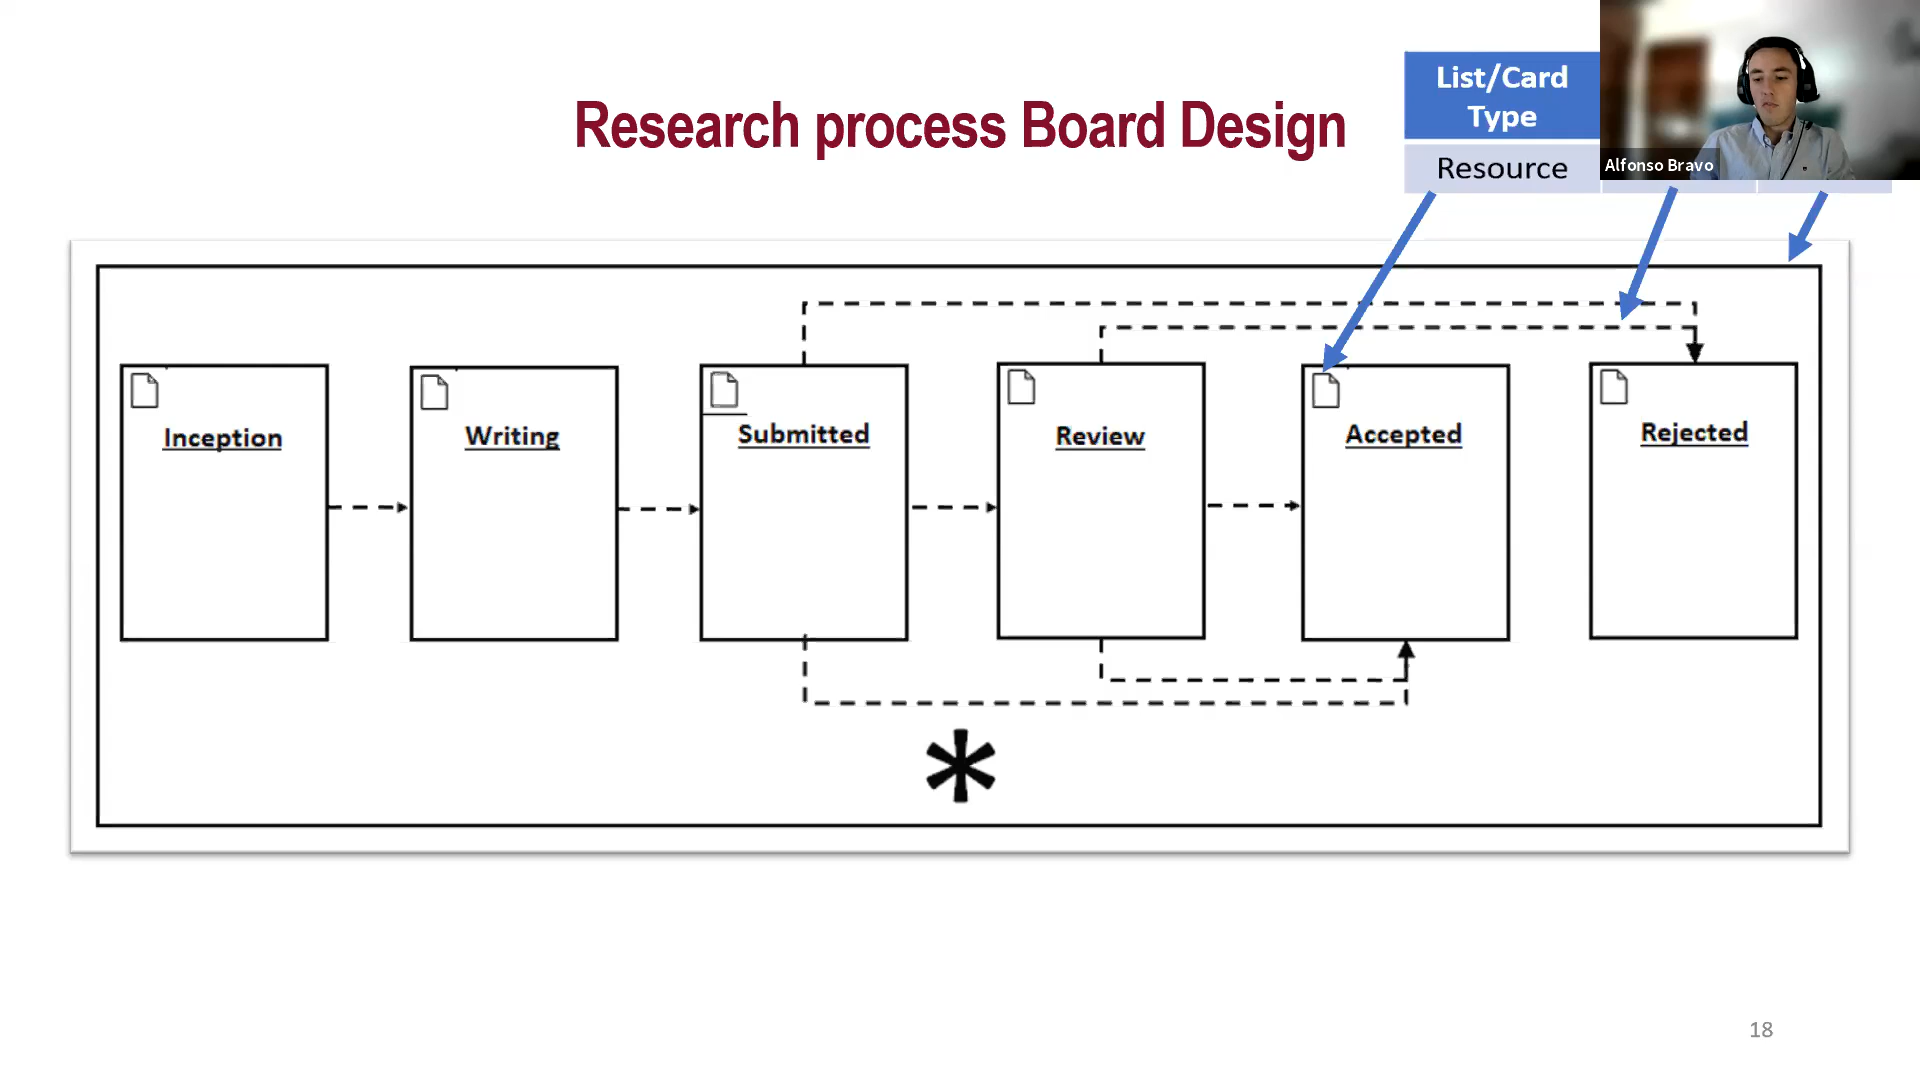 Research process Board Design
List/Card
Type
Resource
Alfonso Bravo
Inception
Writing
Submitted
Review
Accepted
Rejected
*
18